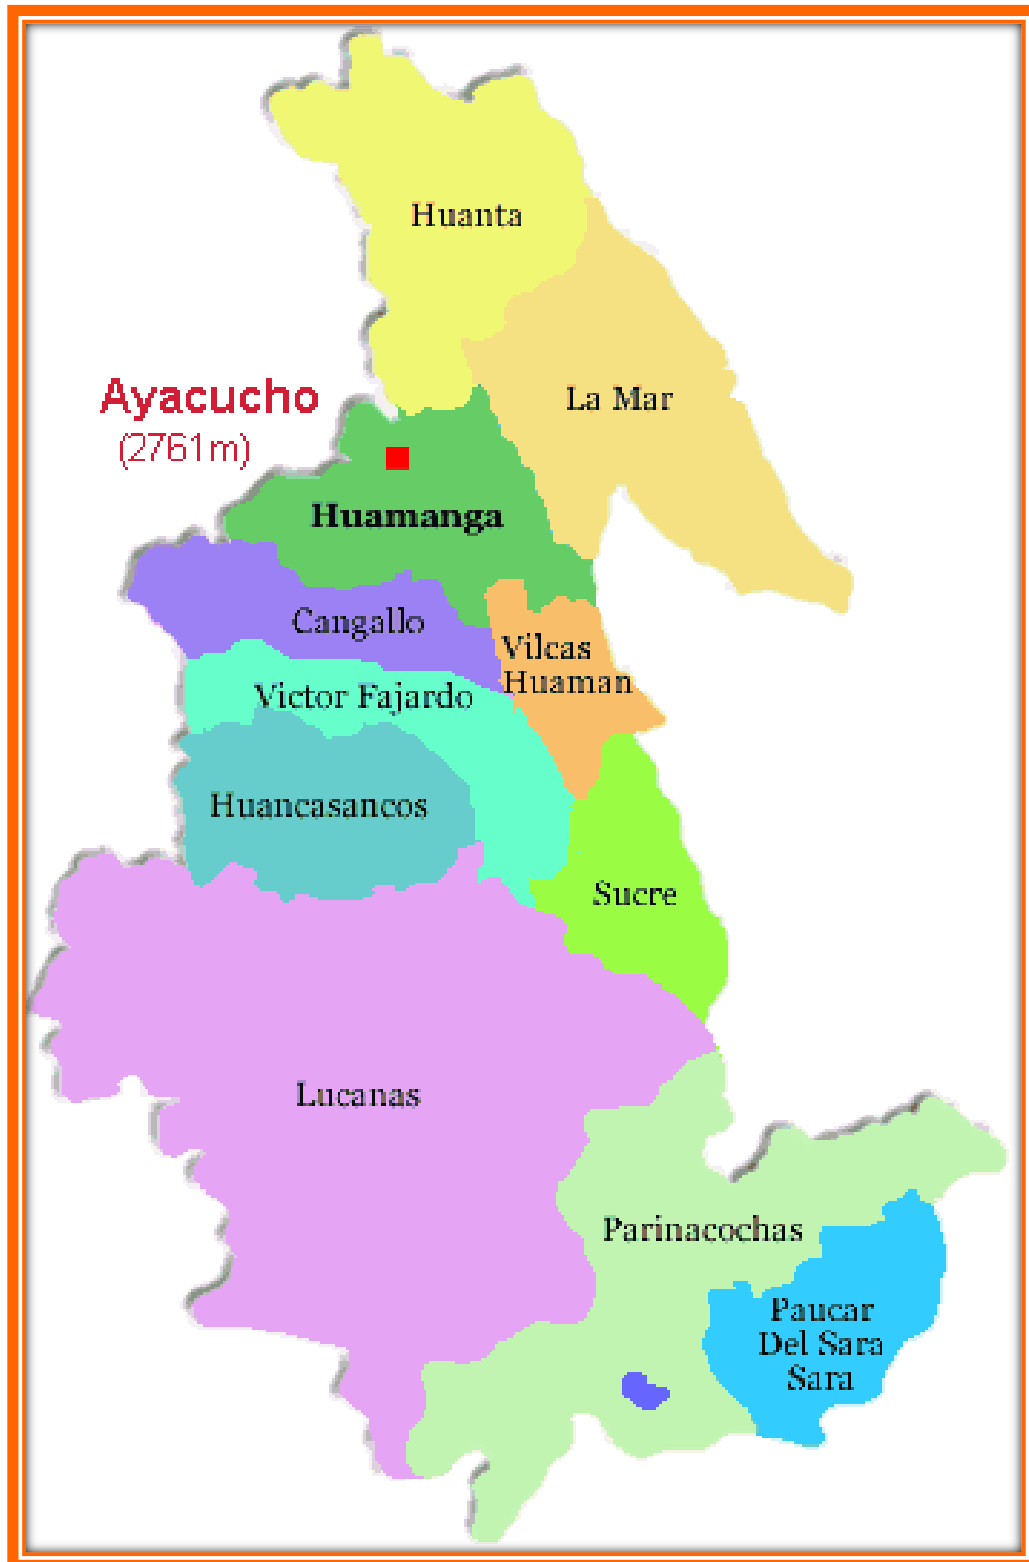 Huanta
Ayacucho
(2761m)
La Mar
Huamanga
Cangallo
Vilcas
Huaman
Victor Fajardo
Huancasancos
Sucre
Lucanas
Parinacochas
Paucar
Del Sara
Sara